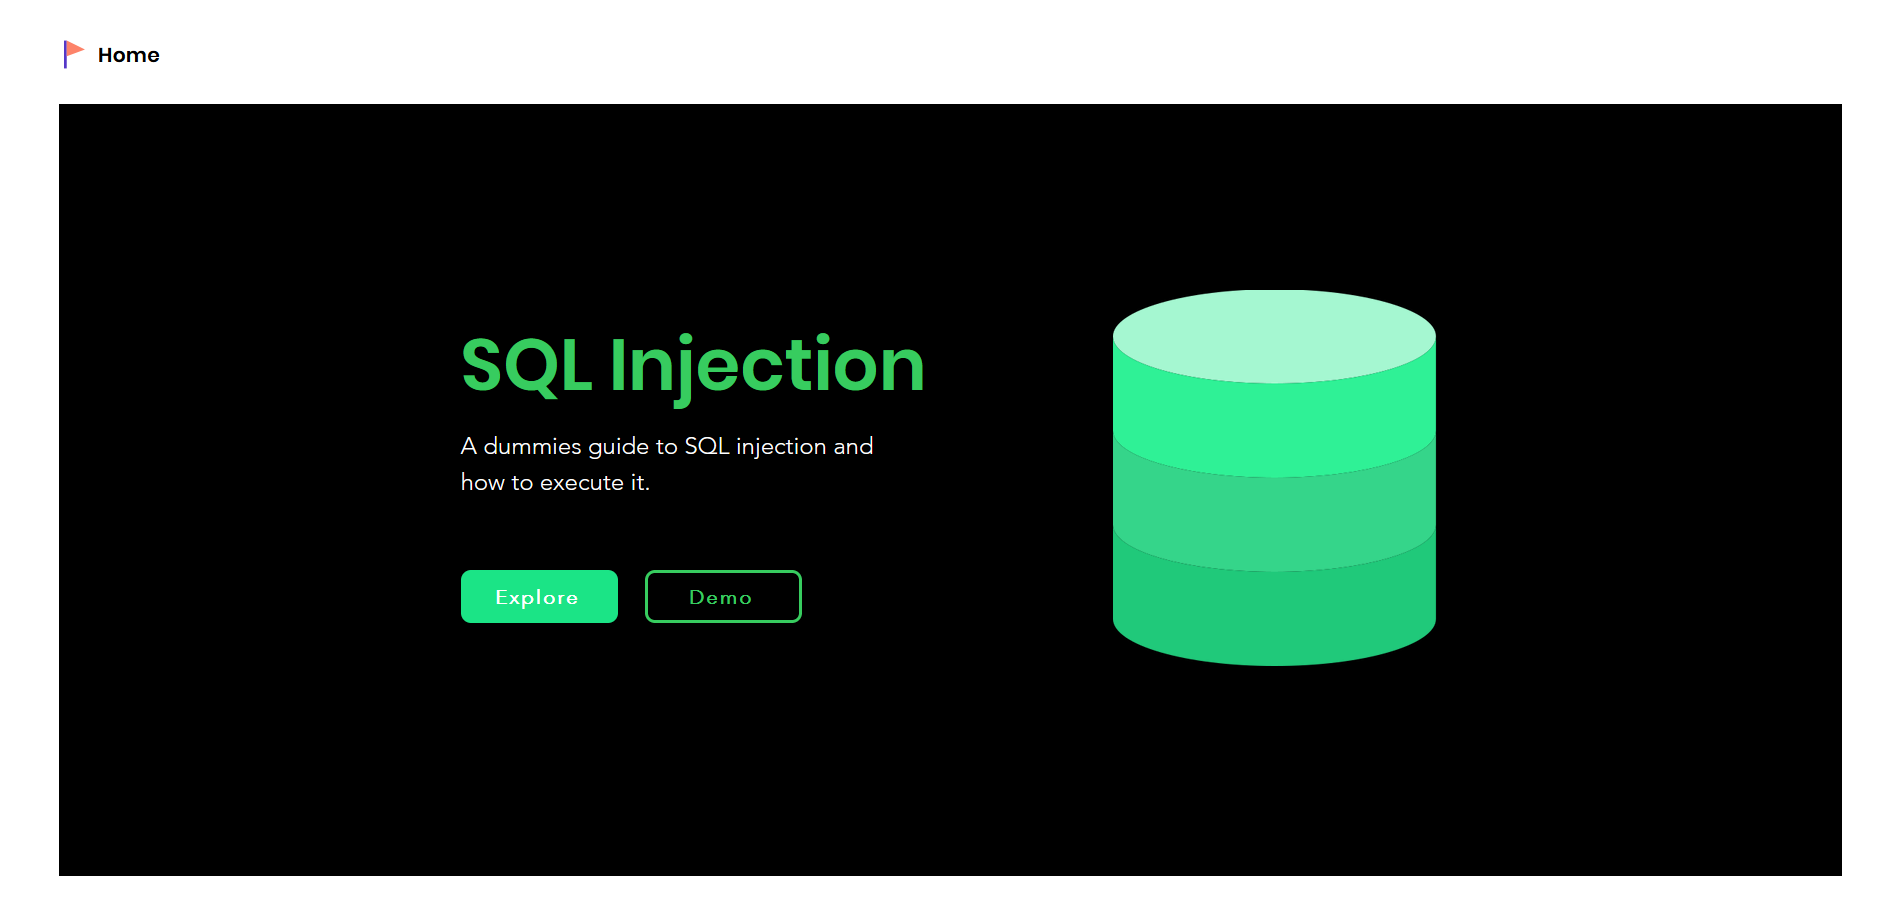 Home
SQL Injection
A dummies guide to SQL injection and
how to execute it.
Explore
Demo